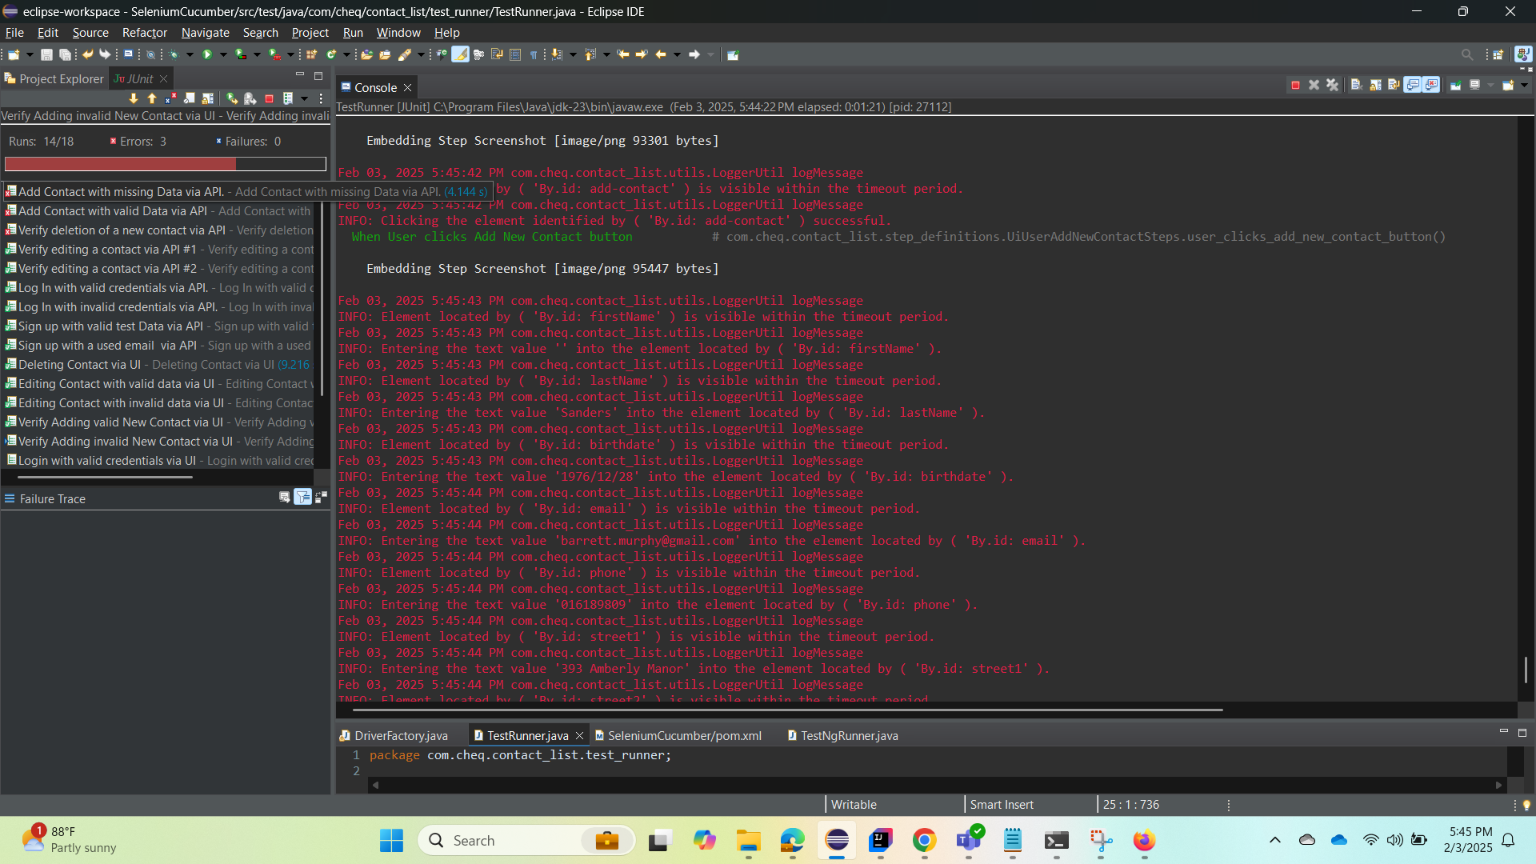 eclipse-workspace - SeleniumCucumber/src/test/java/com/cheq/contact_list/test_runner/TestRunner.java - Eclipse IDE
File Edit Source Refactor Navigate Search Project Run Window Help
Project Explorer JUnit
Verify Adding invalid New Contact via UI - Verify Adding invali
Runs: 14/18 Errors: 3 Failures: 0
Add Contact with missing Data via API. - Add Contact with missing Data via API. (4.144 s)
Add Contact with valid Data via API - Add Contact with
Verify deletion of a new contact via API - Verify deletion
Verify editing a contact via API #1 - Verify editing a cont
Verify editing a contact via API #2 - Verify editing a cont
Log In with valid credentials via API. - Log In with valid c
Log In with invalid credentials via API. - Log In with inva
Sign up with valid test Data via API - Sign up with valid
Sign up with a used email via API - Sign up with a used
Deleting Contact via UI - Deleting Contact via UI (9.216
Editing Contact with valid data via UI - Editing Contact
Editing Contact with invalid data via UI - Editing Contac
Verify Adding valid New Contact via UI - Verify Adding
Verify Adding invalid New Contact via UI - Verify Adding
Login with valid credentials via UI - Login with valid cre
Failure Trace
Console
TestRunner [JUnit] C:\Program Files\Java\jdk-23\bin\javaw.exe (Feb 3, 2025, 5:44:22 PM elapsed: 0:01:21) [pid: 27112]
Embedding Step Screenshot [image/png 93301 bytes]
Feb 03, 2025 5:45:42 PM com.cheq.contact_list.utils.LoggerUtil logMessage
by ( 'By.id: add-contact' ) is visible within the timeout period.
Feb 03, 2025 5:45:42 PM com.cheq.contact_list.utils.LoggerUtil logMessage
INFO: Clicking the element identified by ( 'By.id: add-contact' ) successful.
When User clicks Add New Contact button # com.cheq.contact_list.step_definitions.UiUserAddNewContactSteps.user_clicks_add_new_contact_button()
Embedding Step Screenshot [image/png 95447 bytes]
Feb 03, 2025 5:45:43 PM com.cheq.contact_list.utils.LoggerUtil logMessage
INFO: Element located by ( 'By.id: firstName' ) is visible within the timeout period.
Feb 03, 2025 5:45:43 PM com.cheq.contact_list.utils.LoggerUtil logMessage
INFO: Entering the text value '' into the element located by ( 'By.id: firstName' ).
Feb 03, 2025 5:45:43 PM com.cheq.contact_list.utils.LoggerUtil logMessage
INFO: Element located by ( 'By.id: lastName' ) is visible within the timeout period.
Feb 03, 2025 5:45:43 PM com.cheq.contact_list.utils.LoggerUtil logMessage
INFO: Entering the text value 'Sanders' into the element located by ( 'By.id: lastName' ).
Feb 03, 2025 5:45:43 PM com.cheq.contact_list.utils.LoggerUtil logMessage
INFO: Element located by ( 'By.id: birthdate' ) is visible within the timeout period.
Feb 03, 2025 5:45:43 PM com.cheq.contact_list.utils.LoggerUtil logMessage
INFO: Entering the text value '1976/12/28' into the element located by ( 'By.id: birthdate' ).
Feb 03, 2025 5:45:44 PM com.cheq.contact_list.utils.LoggerUtil logMessage
INFO: Element located by ( 'By.id: email' ) is visible within the timeout period.
Feb 03, 2025 5:45:44 PM com.cheq.contact_list.utils.LoggerUtil logMessage
INFO: Entering the text value 'barrett.murphy@gmail.com' into the element located by ( 'By.id: email' ).
Feb 03, 2025 5:45:44 PM com.cheq.contact_list.utils.LoggerUtil logMessage
INFO: Element located by ( 'By.id: phone' ) is visible within the timeout period.
Feb 03, 2025 5:45:44 PM com.cheq.contact_list.utils.LoggerUtil logMessage
INFO: Entering the text value '016189809' into the element located by ( 'By.id: phone' ).
Feb 03, 2025 5:45:44 PM com.cheq.contact_list.utils.LoggerUtil logMessage
INFO: Element located by ( 'By.id: street1' ) is visible within the timeout period.
Feb 03, 2025 5:45:44 PM com.cheq.contact_list.utils.LoggerUtil logMessage
INFO: Entering the text value '393 Amberly Manor' into the element located by ( 'By.id: street1' ).
Feb 03, 2025 5:45:44 PM com.cheq.contact_list.utils.LoggerUtil logMessage
INFO: Element located by ( 'By.id: street2' ) is visible within the timeout period.
DriverFactory.java TestRunner.java SeleniumCucumber/pom.xml TestNgRunner.java
1 package com.cheq.contact_list.test_runner;
2
Writable Smart Insert 25 : 1 : 736
1 88°F
Partly sunny
Search
5:45 PM
2/3/2025